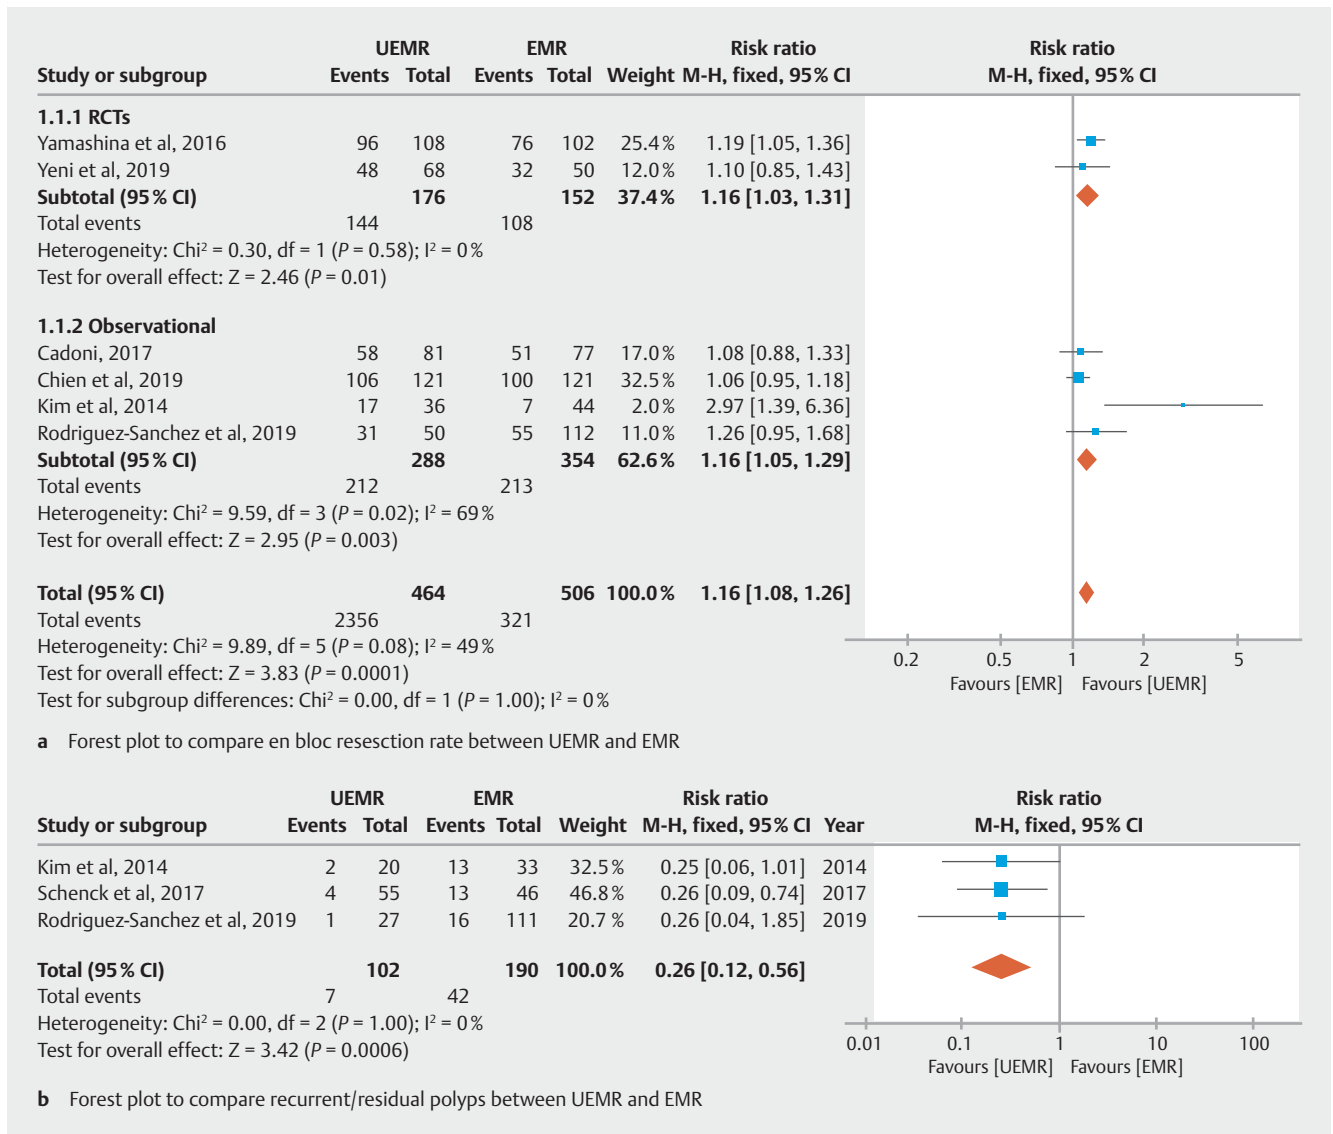 UEMR EMR Risk ratio Risk ratio
Study or subgroup Events Total Events Total Weight M-H, fixed, 95% CI M-H, fixed, 95% CI
1.1.1 RCTs
Yamashina et al, 2016 96 108 76 102 25.4% 1.19 [1.05, 1.36]
Yeni et al, 2019 48 68 32 50 12.0% 1.10 [0.85, 1.43]
Subtotal (95% CI) 176 152 37.4% 1.16 [1.03, 1.31]
Total events 144 108
Heterogeneity: Chi² = 0.30, df = 1 (P = 0.58); I² = 0%
Test for overall effect: Z = 2.46 (P = 0.01)
1.1.2 Observational
Cadoni, 2017 58 81 51 77 17.0% 1.08 [0.88, 1.33]
Chien et al, 2019 106 121 100 121 32.5% 1.06 [0.95, 1.18]
Kim et al, 2014 17 36 7 44 2.0% 2.97 [1.39, 6.36]
Rodriguez-Sanchez et al, 2019 31 50 55 112 11.0% 1.26 [0.95, 1.68]
Subtotal (95% CI) 288 354 62.6% 1.16 [1.05, 1.29]
Total events 212 213
Heterogeneity: Chi² = 9.59, df = 3 (P = 0.02); I² = 69%
Test for overall effect: Z = 2.95 (P = 0.003)
Total (95% CI) 464 506 100.0% 1.16 [1.08, 1.26]
Total events 2356 321
Heterogeneity: Chi² = 9.89, df = 5 (P = 0.08); I² = 49%
Test for overall effect: Z = 3.83 (P = 0.0001)
Test for subgroup differences: Chi² = 0.00, df = 1 (P = 1.00); I² = 0%
0.2 0.5 1 2 5
Favours [EMR] Favours [UEMR]
a Forest plot to compare en bloc resesction rate between UEMR and EMR
UEMR EMR Risk ratio Risk ratio
Study or subgroup Events Total Events Total Weight M-H, fixed, 95% CI Year M-H, fixed, 95% CI
Kim et al, 2014 2 20 13 33 32.5% 0.25 [0.06, 1.01] 2014
Schenck et al, 2017 4 55 13 46 46.8% 0.26 [0.09, 0.74] 2017
Rodriguez-Sanchez et al, 2019 1 27 16 111 20.7 % 0.26 [0.04, 1.85] 2019
Total (95% CI) 102 190 100.0% 0.26 [0.12, 0.56]
Total events 7 42
Heterogeneity: Chi² = 0.00, df = 2 (P = 1.00); I² = 0%
Test for overall effect: Z = 3.42 (P = 0.0006)
0.01 0.1 1 10 100
Favours [UEMR] Favours [EMR]
b Forest plot to compare recurrent/residual polyps between UEMR and EMR